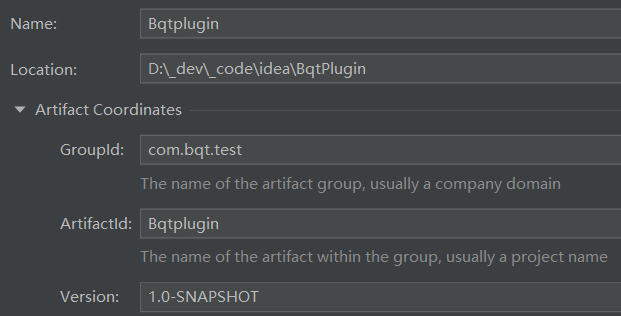 Name: Bqtplugin
Location: D:\_dev\_code\idea\BqtPlugin
Artifact Coordinates
GroupId: com.bqt.test
The name of the artifact group, usually a company domain
ArtifactId: Bqtplugin
The name of the artifact within the group, usually a project name
Version: 1.0-SNAPSHOT